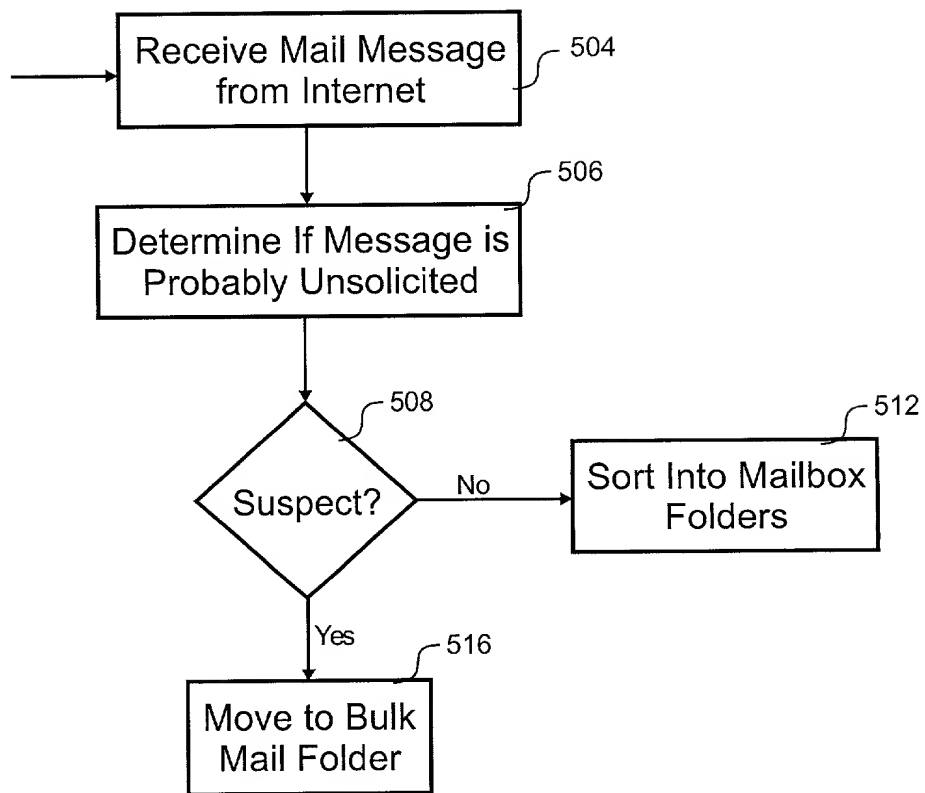 Receive Mail Message
from Internet
504
506
Determine If Message is
Probably Unsolicited
508
Suspect?
No
512
Sort Into Mailbox
Folders
Yes
516
Move to Bulk
Mail Folder